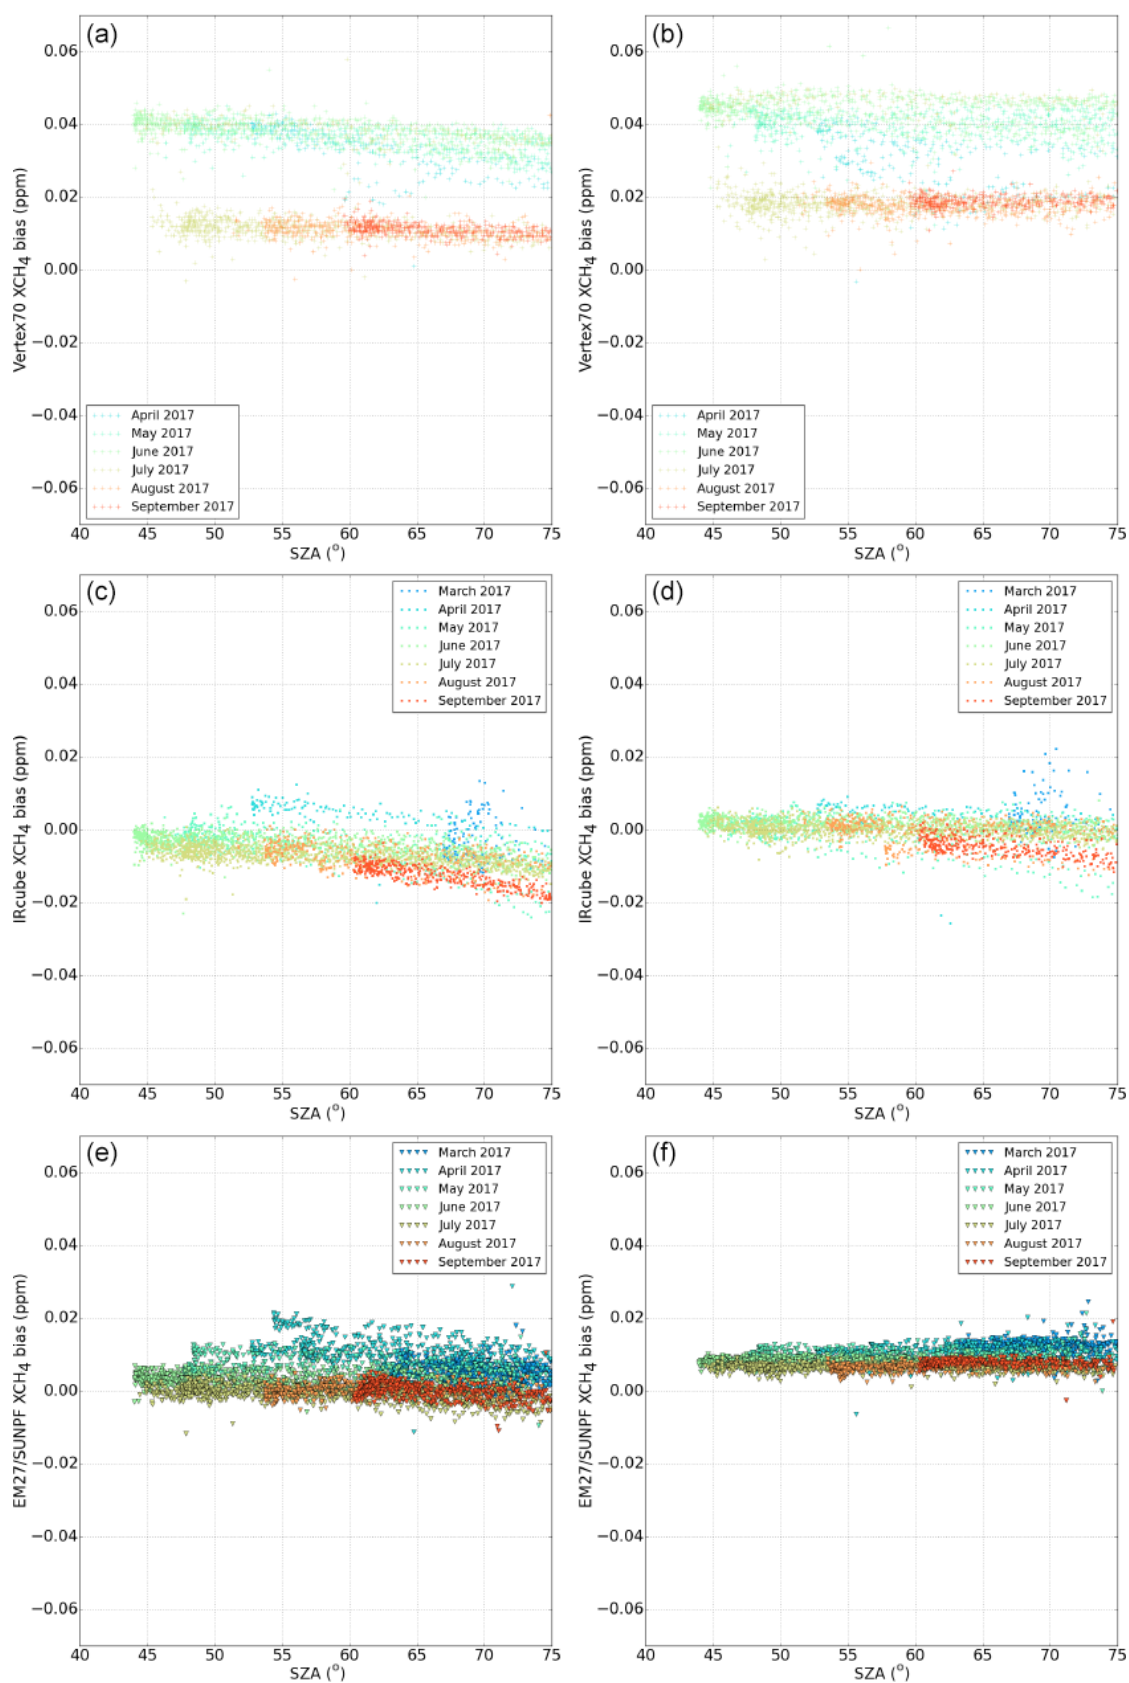 (a)
0.06
0.04
0.02
0.00
−0.02
−0.04
−0.06
Vertex70 XCH4 bias (ppm)
April 2017
May 2017
June 2017
July 2017
August 2017
September 2017
40 45 50 55 60 65 70 75
SZA (o)
(b)
0.06
0.04
0.02
0.00
−0.02
−0.04
−0.06
Vertex70 XCH4 bias (ppm)
April 2017
May 2017
June 2017
July 2017
August 2017
September 2017
40 45 50 55 60 65 70 75
SZA (o)
(c)
0.06
0.04
0.02
0.00
−0.02
−0.04
−0.06
IRcube XCH4 bias (ppm)
March 2017
April 2017
May 2017
June 2017
July 2017
August 2017
September 2017
40 45 50 55 60 65 70 75
SZA (o)
(d)
0.06
0.04
0.02
0.00
−0.02
−0.04
−0.06
IRcube XCH4 bias (ppm)
March 2017
April 2017
May 2017
June 2017
July 2017
August 2017
September 2017
40 45 50 55 60 65 70 75
SZA (o)
(e)
0.06
0.04
0.02
0.00
−0.02
−0.04
−0.06
EM27/SUNPF XCH4 bias (ppm)
March 2017
April 2017
May 2017
June 2017
July 2017
August 2017
September 2017
40 45 50 55 60 65 70 75
SZA (o)
(f)
0.06
0.04
0.02
0.00
−0.02
−0.04
−0.06
EM27/SUNPF XCH4 bias (ppm)
March 2017
April 2017
May 2017
June 2017
July 2017
August 2017
September 2017
40 45 50 55 60 65 70 75
SZA (o)